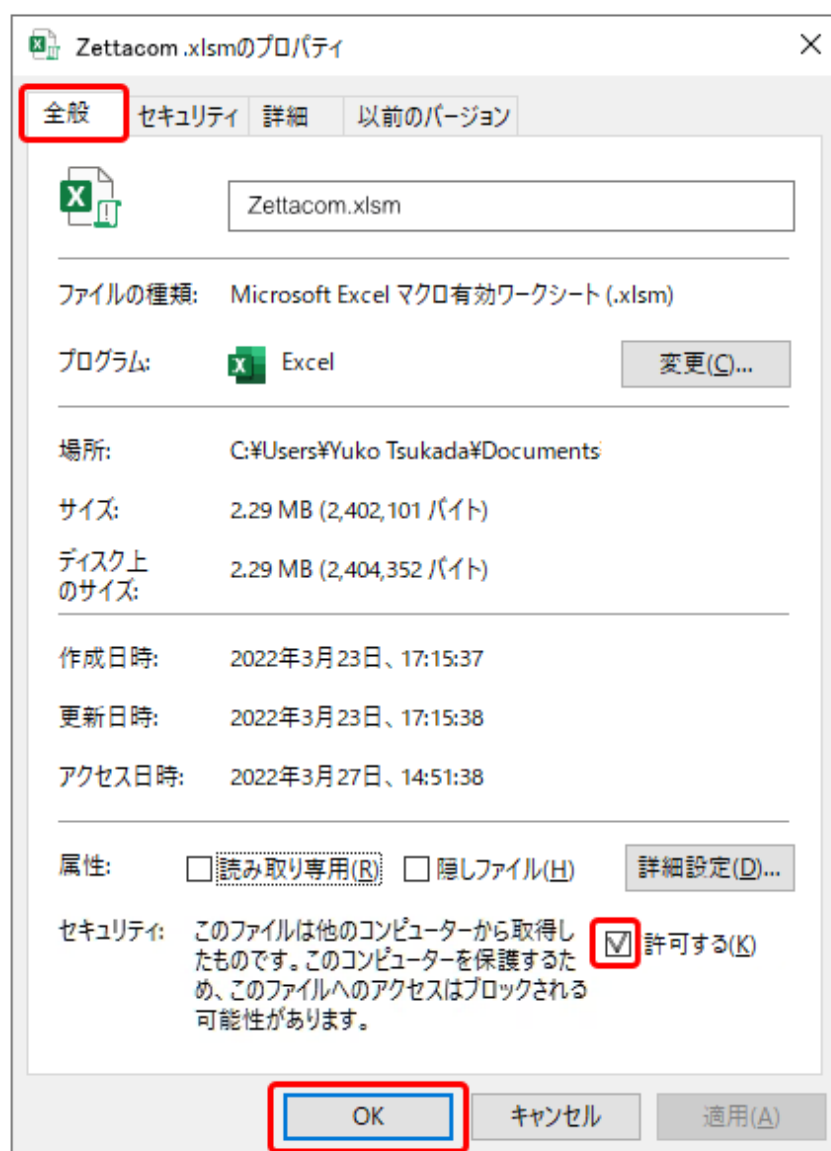 Zettacom .xlsmのプロパティ
全般 セキュリティ 詳細 以前のバージョン
Zettacom.xlsm
ファイルの種類: Microsoft Excel マクロ有効ワークシート (.xlsm)
プログラム: Excel 変更(C)...
場所: C:¥Users¥Yuko Tsukada¥Documents
サイズ: 2.29 MB (2,402,101 バイト)
ディスク上
のサイズ: 2.29 MB (2,404,352 バイト)
作成日時: 2022年3月23日、17:15:37
更新日時: 2022年3月23日、17:15:38
アクセス日時: 2022年3月27日、14:51:38
属性: 読み取り専用(R) 隠しファイル(H) 詳細設定(D)...
セキュリティ: このファイルは他のコンピューターから取得し
たものです。このコンピューターを保護するた
め、このファイルへのアクセスはブロックされる
可能性があります。
許可する(K)
OK キャンセル 適用(A)